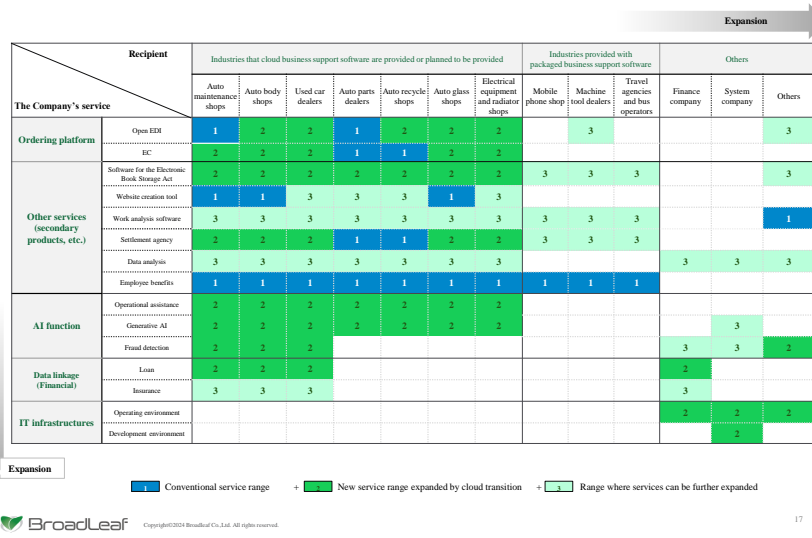 Expansion
Recipient
The Company's service
Industries that cloud business support software are provided or planned to be provided
Industries provided with
packaged business support software
Others
Auto
maintenance
shops
Auto body
shops
Used car
dealers
Auto parts
dealers
Auto recycle
shops
Auto glass
shops
Electrical
equipment
and radiator
shops
Mobile
phone shop
Machine
tool dealers
Travel
agencies
and bus
operators
Finance
company
System
company
Others
Ordering platform
Open EDI 1 2 2 1 2 2 2 3 3
EC 2 2 2 1 1 2 2
Other services
(secondary
products, etc.)
Software for the Electronic
Book Storage Act
2 2 2 2 2 2 2 3 3 3 3
Website creation tool 1 1 3 3 3 1 3
Work analysis software 3 3 3 3 3 3 3 3 3 3 1
Settlement agency 2 2 2 1 1 2 2 3 3 3
Data analysis 3 3 3 3 3 3 3 3 3 3
Employee benefits 1 1 1 1 1 1 1 1 1 1
AI function
Operational assistance 2 2 2 2 2 2 2
Generative AI 2 2 2 2 2 2 2 3
Fraud detection 2 2 2 3 3 2
Data linkage
(Financial)
Loan 2 2 2 2
Insurance 3 3 3 3
IT infrastructures
Operating environment 2 2 2
Development environment 2
Expansion
1 Conventional service range + 2 New service range expanded by cloud transition + 3 Range where services can be further expanded
BroadLeaf
Copyright©2024 Broadleaf Co.,Ltd. All rights reserved.
17